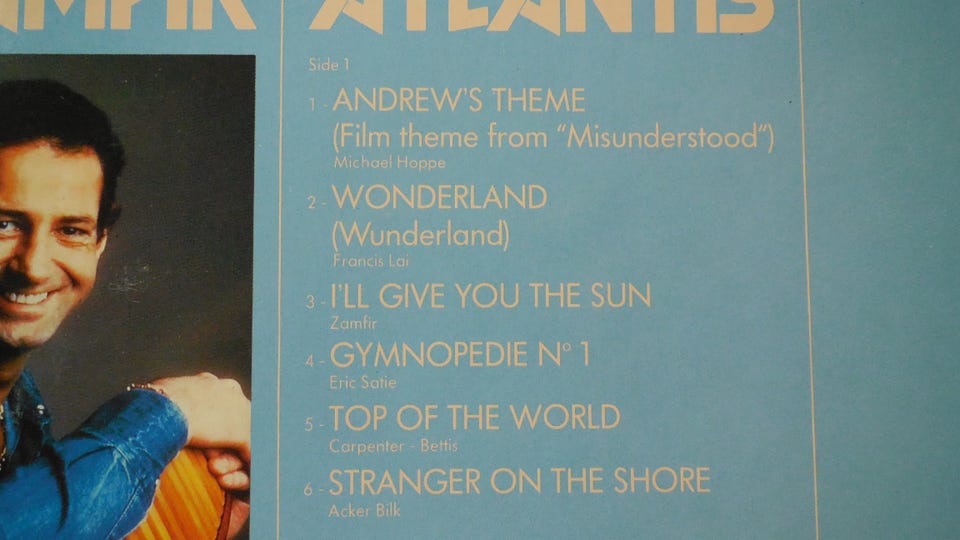 ATLANTIS
Side 1
1 - ANDREW'S THEME
(Film theme from "Misunderstood")
Michael Hoppe
2 - WONDERLAND
(Wunderland)
Francis Lai
3 - I'LL GIVE YOU THE SUN
Zamfir
4 - GYMNOPEDIE Nº 1
Eric Satie
5 - TOP OF THE WORLD
Carpenter - Bettis
6 - STRANGER ON THE SHORE
Acker Bilk